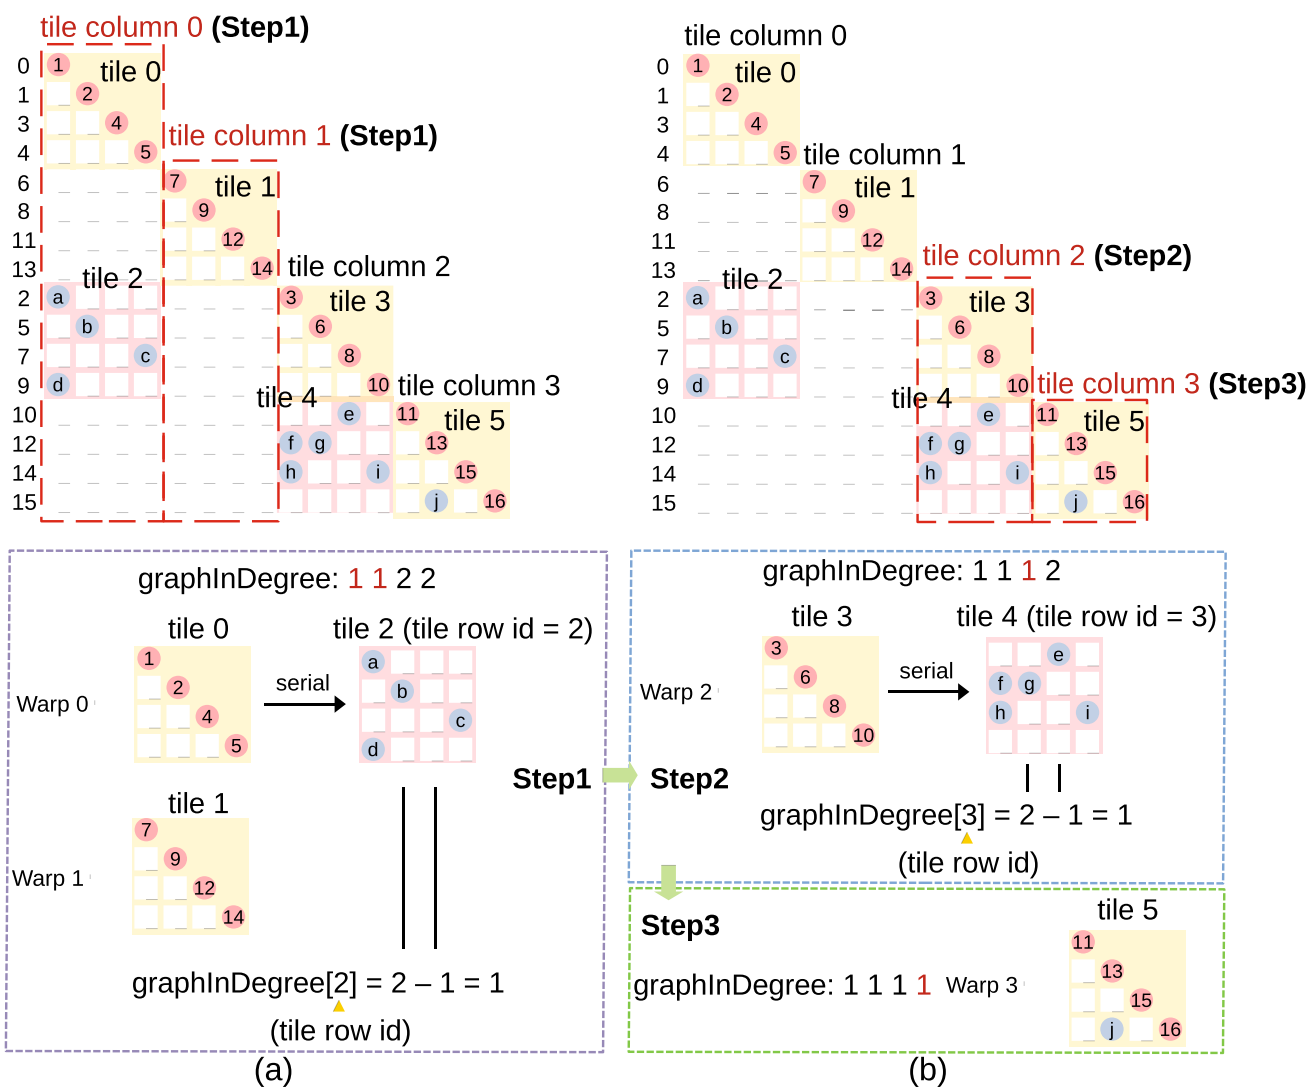 tile column 0 (Step1)
0 1 tile 0
1 2
3 4
4 5
tile column 1 (Step1)
6 7 tile 1
8 9
11 12
13 14
tile column 2
tile 2
2 a 3 tile 3
5 b 6
7 c 8
9 d 10
tile column 3
tile 4
10 e 11 tile 5
12 f g 13
14 h i 15
15 j 16
tile column 0
0 1 tile 0
1 2
3 4
4 5
tile column 1
6 7 tile 1
8 9
11 12
13 14
tile column 2 (Step2)
tile 2
2 a 3 tile 3
5 b 6
7 c 8
9 d 10
tile column 3 (Step3)
tile 4
10 e 11 tile 5
12 f g 13
14 h i 15
15 j 16
graphInDegree: 1 1 2 2
tile 0
tile 2 (tile row id = 2)
Warp 0
1
2
4
5
serial
a
b
c
d
Step1
tile 1
Warp 1
7
9
12
14
graphInDegree[2] = 2 – 1 = 1
(tile row id)
(a)
graphInDegree: 1 1 1 2
tile 3
tile 4 (tile row id = 3)
Warp 2
3
6
8
10
serial
e
f g
h i
Step2
graphInDegree[3] = 2 – 1 = 1
(tile row id)
Step3
tile 5
graphInDegree: 1 1 1 1
Warp 3
11
13
15
j 16
(b)